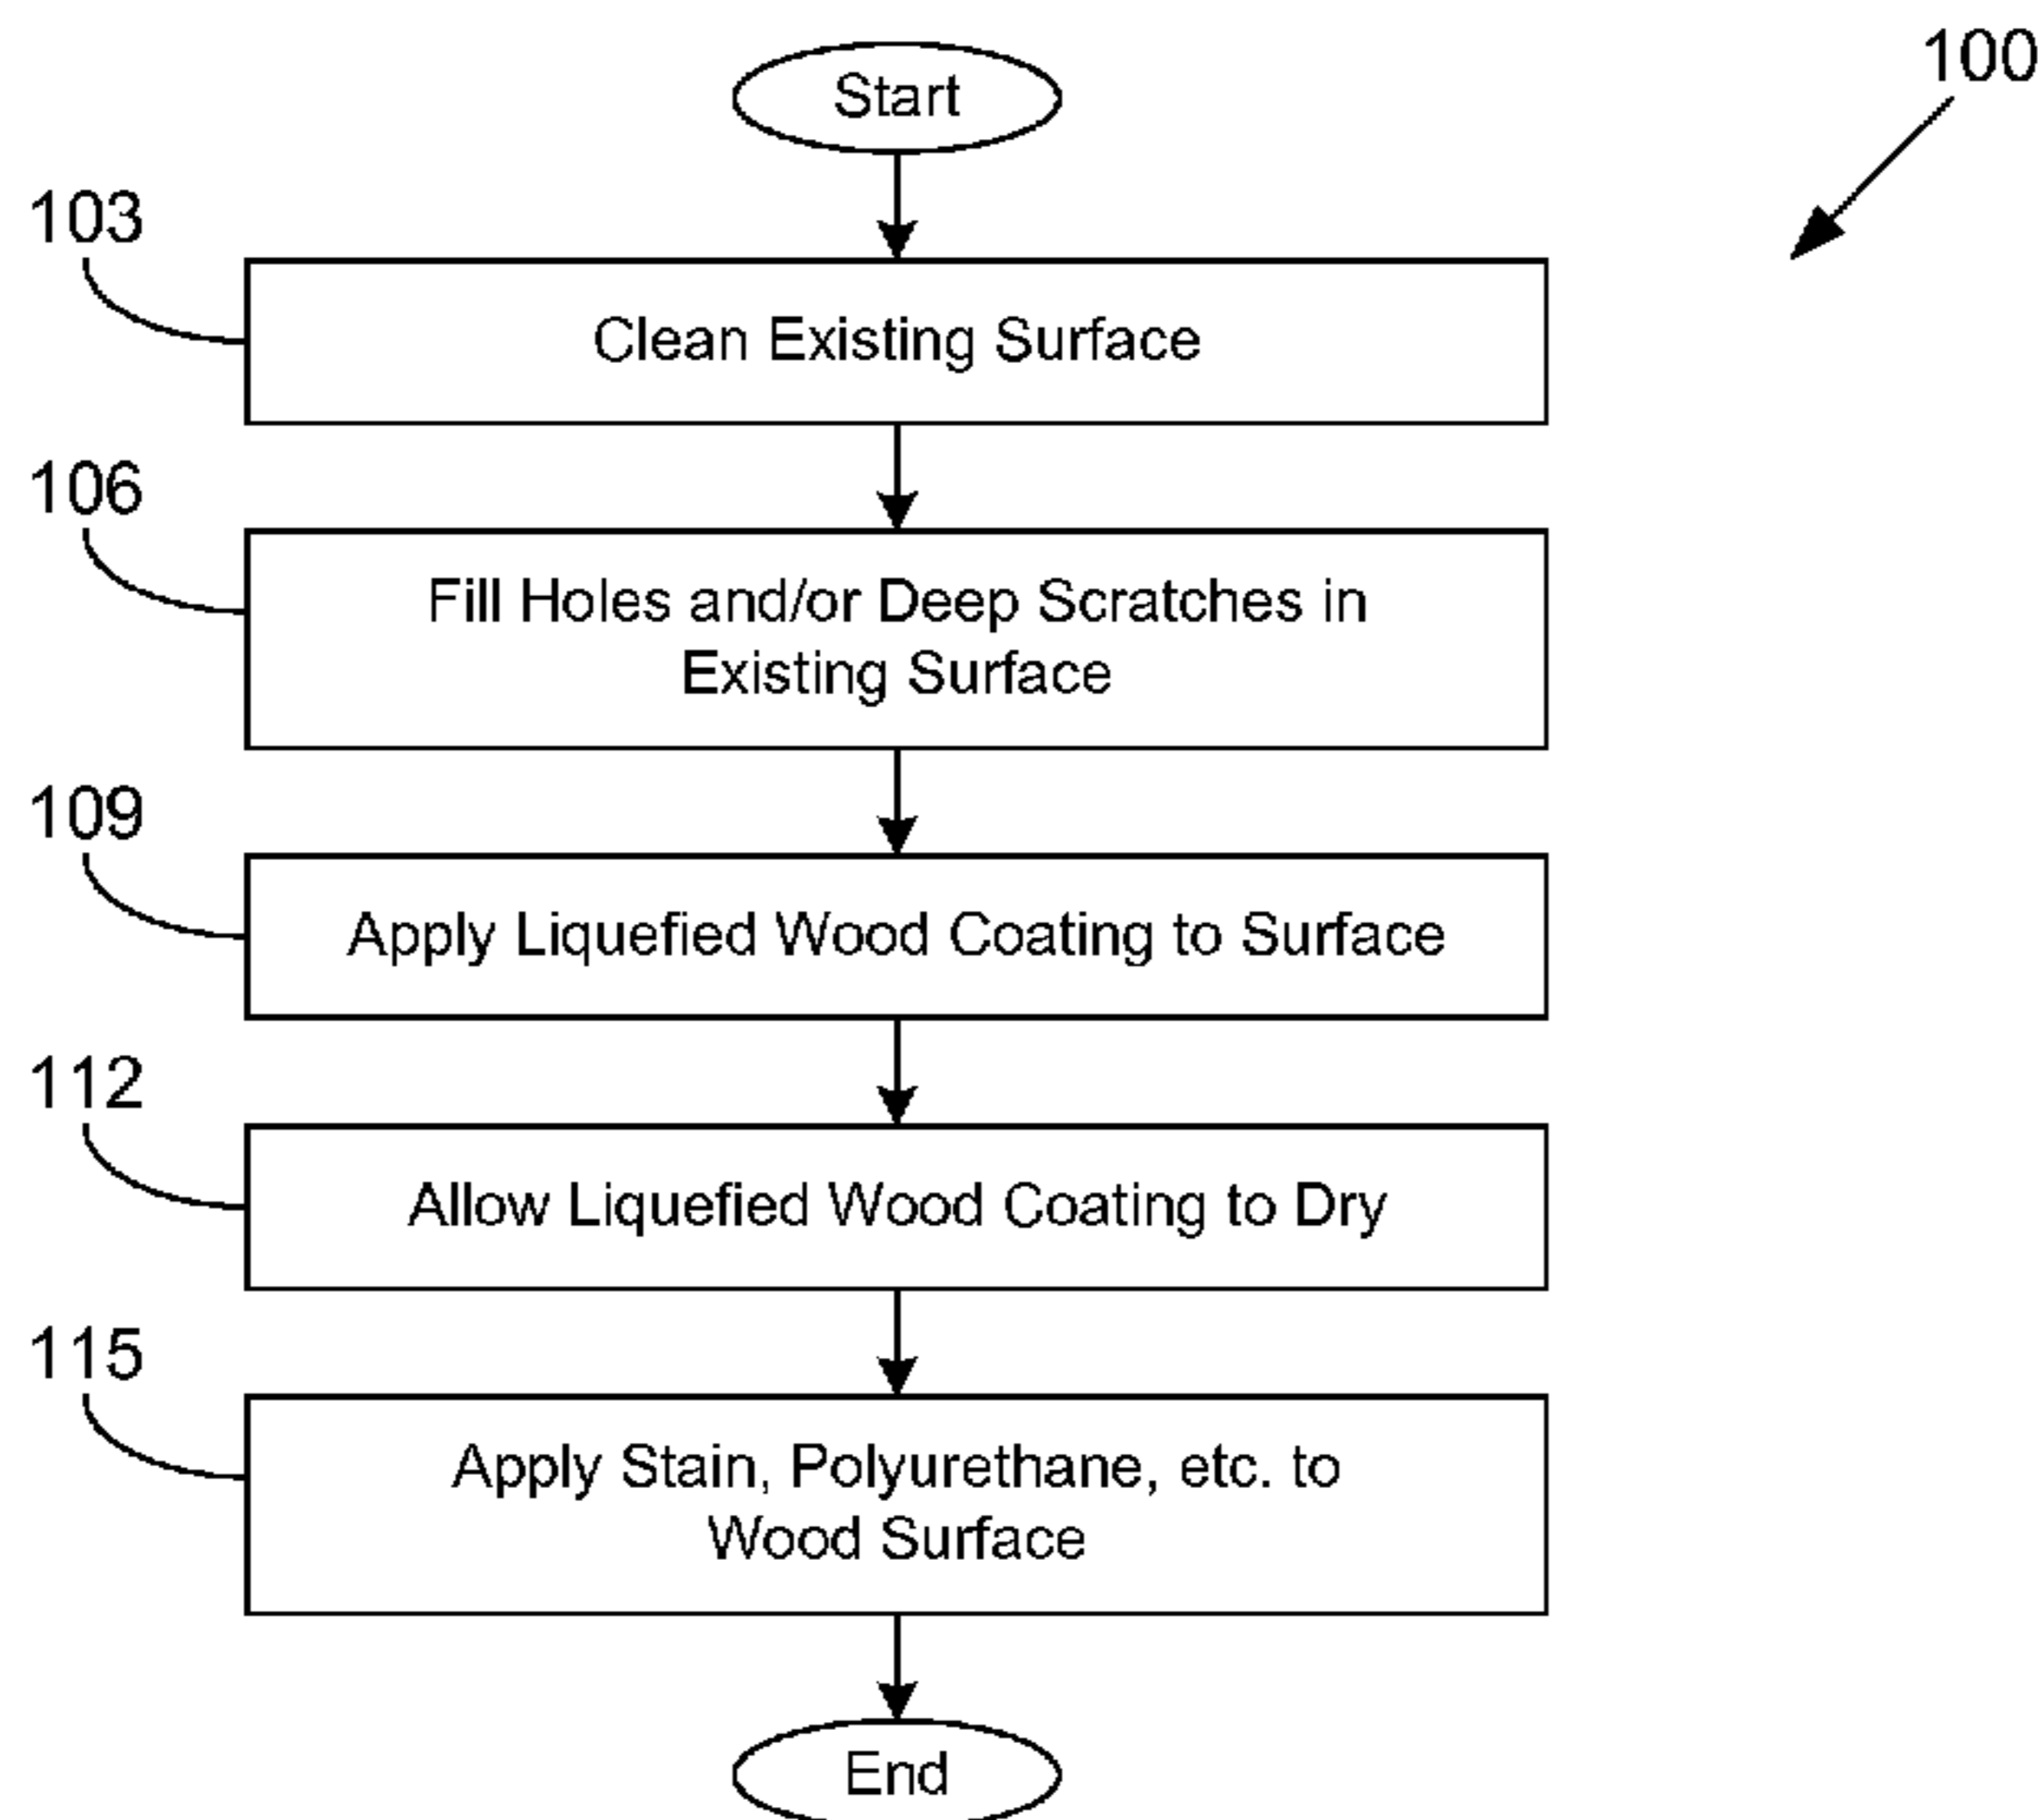 100
Start
103
Clean Existing Surface
106
Fill Holes and/or Deep Scratches in
Existing Surface
109
Apply Liquefied Wood Coating to Surface
112
Allow Liquefied Wood Coating to Dry
115
Apply Stain, Polyurethane, etc. to
Wood Surface
End